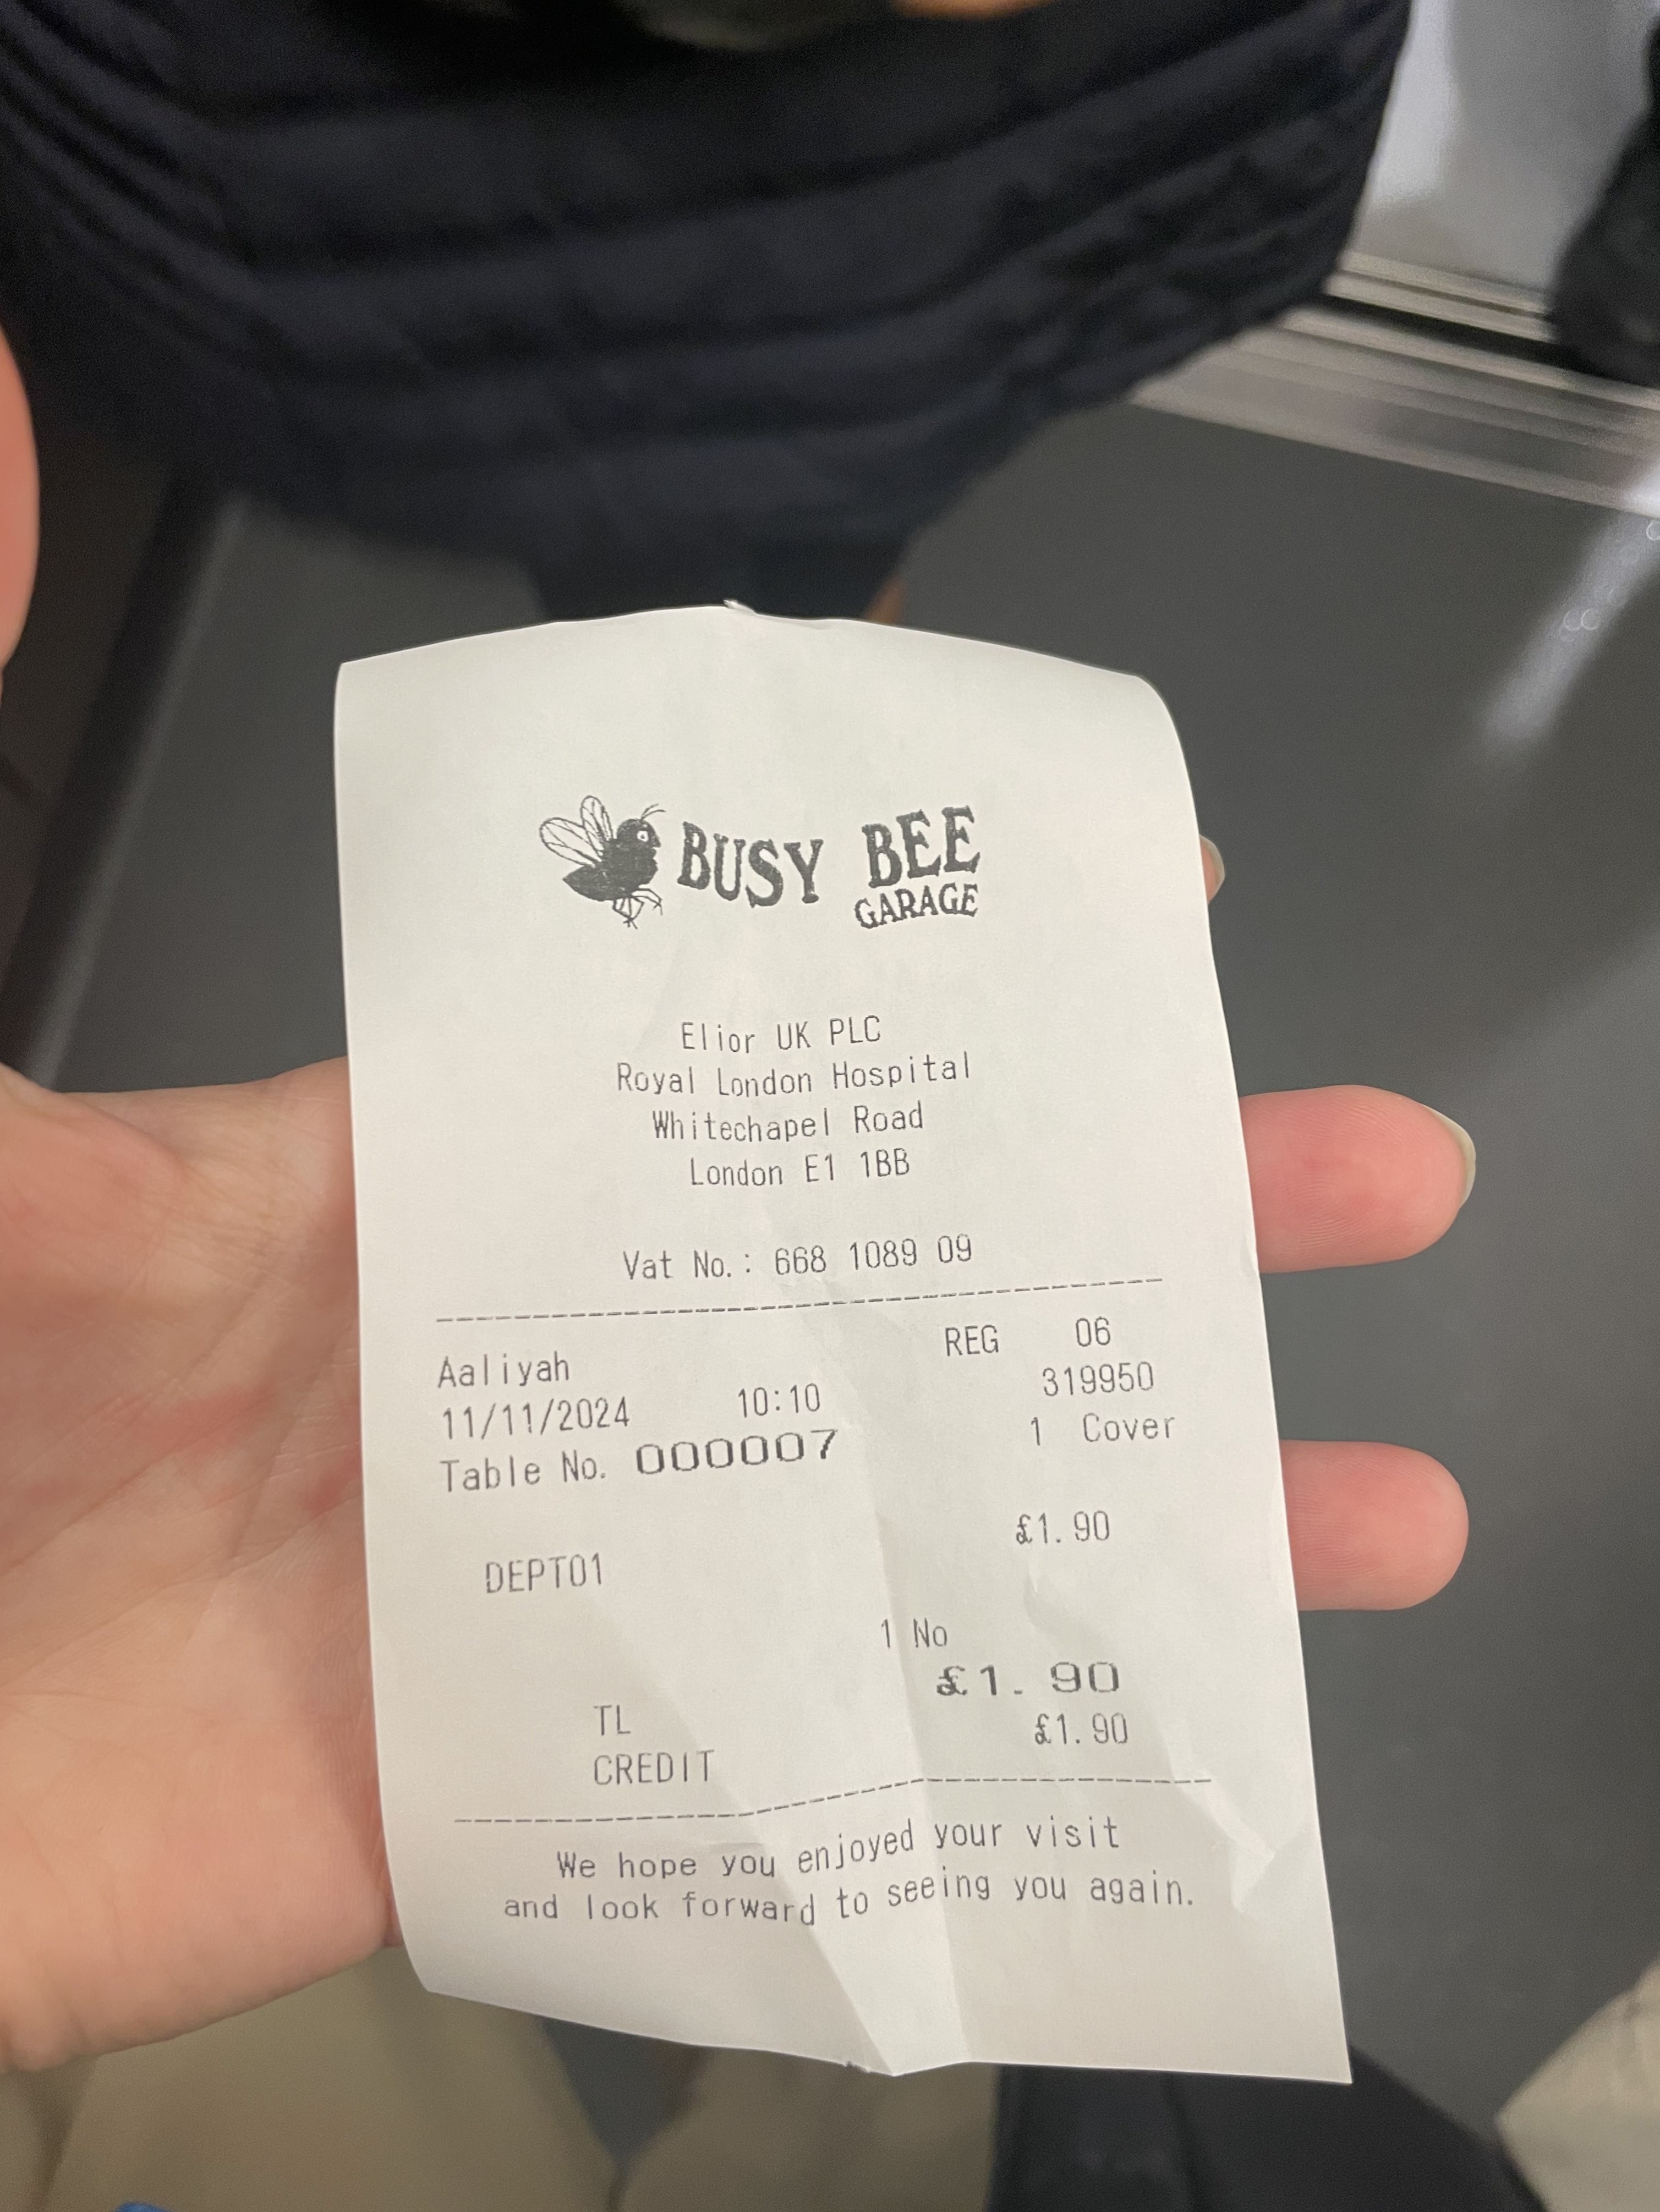 BUSY BEE
GARAGE
Elior UK PLC
Royal London Hospital
Whitechapel Road
London E1 1BB
Vat No.: 668 1089 09
REG 06
Aaliyah 319950
11/11/2024 10:10 1 Cover
Table No. 000007
£1.90
DEPT01
1 No
£1.90
TL £1.90
CREDIT
We hope you enjoyed your visit
and look forward to seeing you again.